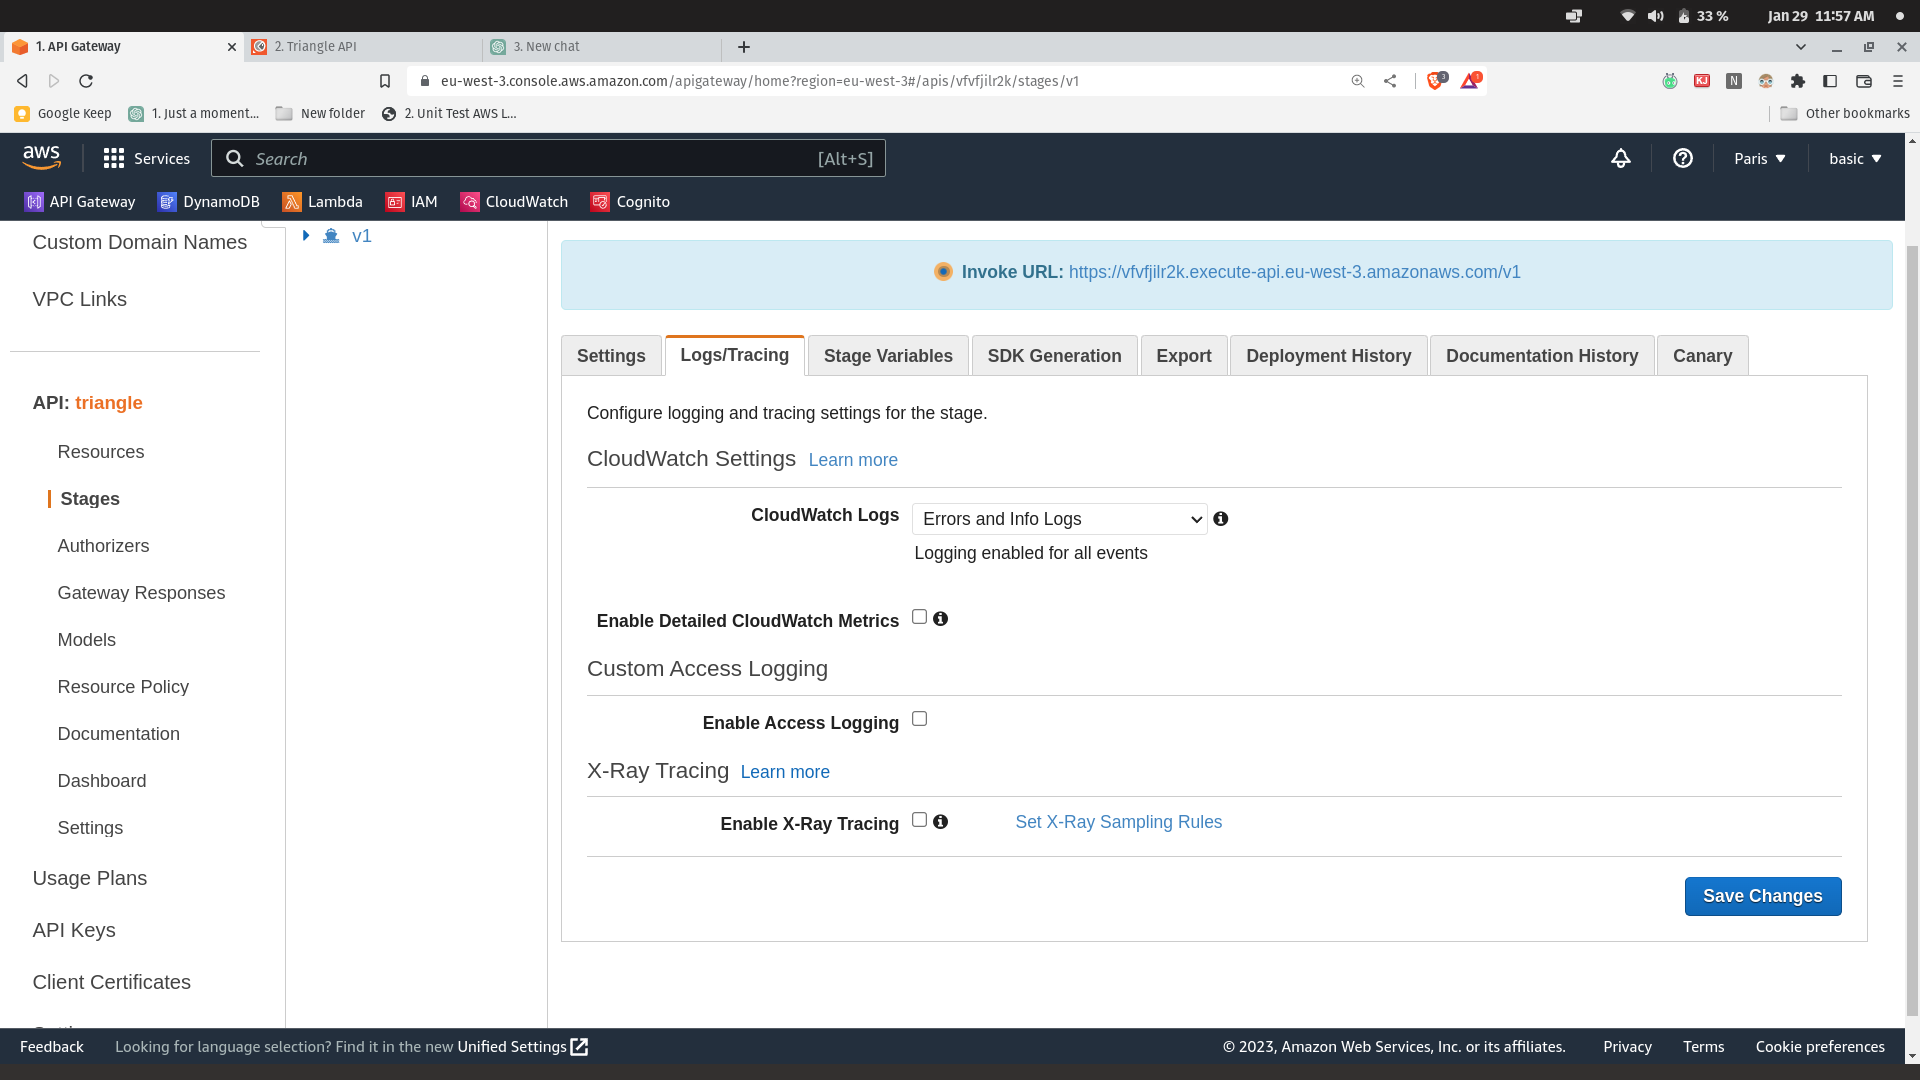 33 %
Jan 29 11:57 AM
1. API Gateway
2. Triangle API
3. New chat
eu-west-3.console.aws.amazon.com/apigateway/home?region=eu-west-3#/apis/vfvfjilr2k/stages/v1
3
1
KJ
N
Google Keep
1. Just a moment...
New folder
2. Unit Test AWS L...
Other bookmarks
aws
Services
Search
[Alt+S]
Paris
basic
API Gateway
DynamoDB
Lambda
IAM
CloudWatch
Cognito
Custom Domain Names
VPC Links
API: triangle
Resources
Stages
Authorizers
Gateway Responses
Models
Resource Policy
Documentation
Dashboard
Settings
Usage Plans
API Keys
Client Certificates
v1
Invoke URL: https://vfvfjilr2k.execute-api.eu-west-3.amazonaws.com/v1
Settings
Logs/Tracing
Stage Variables
SDK Generation
Export
Deployment History
Documentation History
Canary
Configure logging and tracing settings for the stage.
CloudWatch Settings Learn more
CloudWatch Logs
Errors and Info Logs
Logging enabled for all events
Enable Detailed CloudWatch Metrics
Custom Access Logging
Enable Access Logging
X-Ray Tracing Learn more
Enable X-Ray Tracing
Set X-Ray Sampling Rules
Save Changes
Feedback
Looking for language selection? Find it in the new Unified Settings
© 2023, Amazon Web Services, Inc. or its affiliates.
Privacy
Terms
Cookie preferences